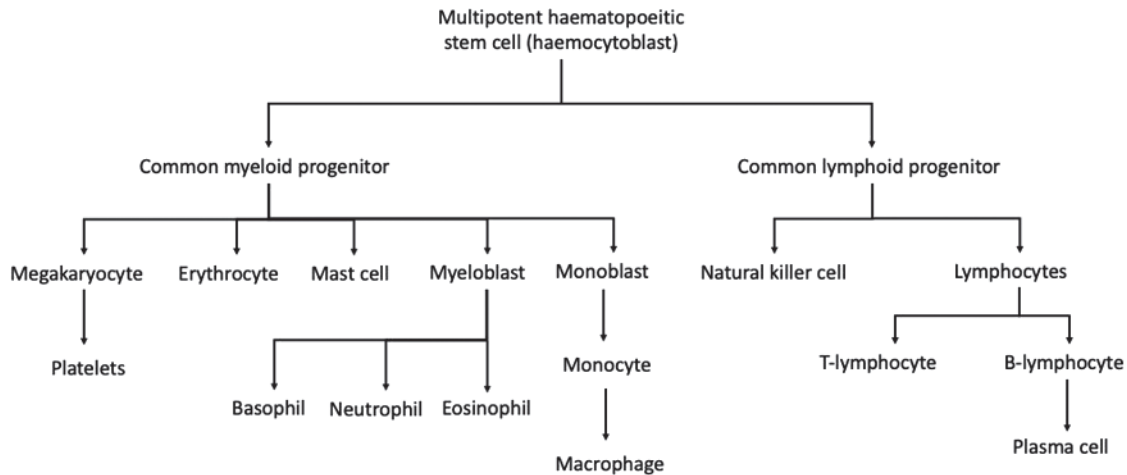 Multipotent haematopoeitic
stem cell (haemocytoblast)
Common myeloid progenitor
Common lymphoid progenitor
Megakaryocyte
Erythrocyte
Mast cell
Myeloblast
Monoblast
Natural killer cell
Lymphocytes
Platelets
Monocyte
T-lymphocyte
B-lymphocyte
Basophil
Neutrophil
Eosinophil
Plasma cell
Macrophage